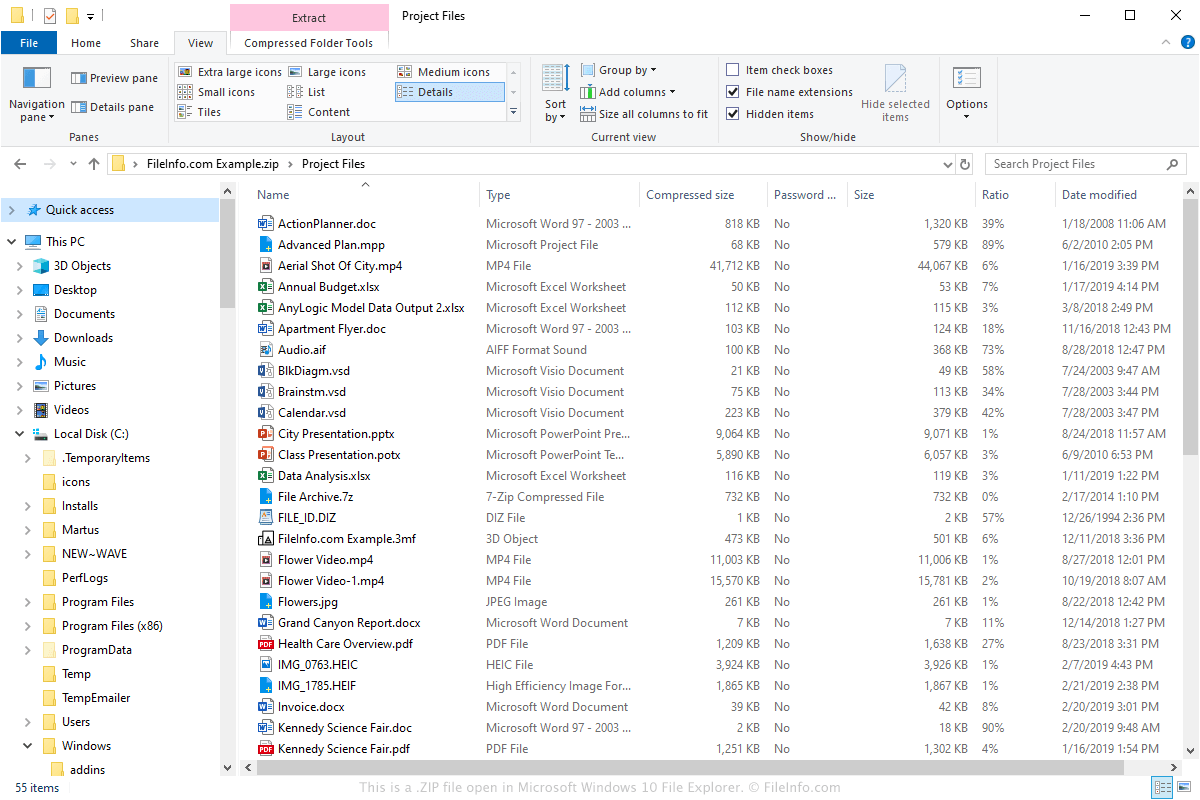 Extract Project Files
File Home Share View Compressed Folder Tools
Navigation pane Preview pane Details pane
Panes
Extra large icons Large icons Medium icons
Small icons List Details
Tiles Content
Layout
Sort by Group by Add columns Size all columns to fit
Current view
Item check boxes
File name extensions
Hidden items
Hide selected items
Show/hide
Options
FileInfo.com Example.zip Project Files
Search Project Files
Quick access
This PC
3D Objects
Desktop
Documents
Downloads
Music
Pictures
Videos
Local Disk (C:)
.TemporaryItems
icons
Installs
Martus
NEW~WAVE
PerfLogs
Program Files
Program Files (x86)
ProgramData
Temp
TempEmailer
Users
Windows
addins
Name Type Compressed size Password ... Size Ratio Date modified
ActionPlanner.doc Microsoft Word 97 - 2003 ... 818 KB No 1,320 KB 39% 1/18/2008 11:06 AM
Advanced Plan.mpp Microsoft Project File 68 KB No 579 KB 89% 6/2/2010 2:05 PM
Aerial Shot Of City.mp4 MP4 File 41,712 KB No 44,067 KB 6% 1/16/2019 3:39 PM
Annual Budget.xlsx Microsoft Excel Worksheet 50 KB No 53 KB 7% 1/17/2019 4:14 PM
AnyLogic Model Data Output 2.xlsx Microsoft Excel Worksheet 112 KB No 115 KB 3% 3/8/2018 2:49 PM
Apartment Flyer.doc Microsoft Word 97 - 2003 ... 103 KB No 124 KB 18% 11/16/2018 12:43 PM
Audio.aif AIFF Format Sound 100 KB No 368 KB 73% 8/28/2018 12:47 PM
BlkDiagm.vsd Microsoft Visio Document 21 KB No 49 KB 58% 7/24/2003 9:47 AM
Brainstm.vsd Microsoft Visio Document 75 KB No 113 KB 34% 7/28/2003 3:44 PM
Calendar.vsd Microsoft Visio Document 223 KB No 379 KB 42% 7/28/2003 3:47 PM
City Presentation.pptx Microsoft PowerPoint Pre... 9,064 KB No 9,071 KB 1% 8/24/2018 11:57 AM
Class Presentation.potx Microsoft PowerPoint Te... 5,890 KB No 6,057 KB 3% 6/9/2010 6:53 PM
Data Analysis.xlsx Microsoft Excel Worksheet 116 KB No 119 KB 3% 1/11/2019 1:22 PM
File Archive.7z 7-Zip Compressed File 732 KB No 732 KB 0% 2/17/2014 1:10 PM
FILE_ID.DIZ DIZ File 1 KB No 2 KB 57% 12/26/1994 2:36 PM
FileInfo.com Example.3mf 3D Object 473 KB No 501 KB 6% 12/11/2018 3:36 PM
Flower Video.mp4 MP4 File 11,003 KB No 11,006 KB 1% 8/27/2018 12:01 PM
Flower Video-1.mp4 MP4 File 15,570 KB No 15,781 KB 2% 10/19/2018 8:07 AM
Flowers.jpg JPEG Image 261 KB No 261 KB 1% 8/22/2018 12:42 PM
Grand Canyon Report.docx Microsoft Word Document 7 KB No 7 KB 11% 12/14/2018 1:27 PM
Health Care Overview.pdf PDF File 1,209 KB No 1,638 KB 27% 8/23/2018 3:31 PM
IMG_0763.HEIC HEIC File 3,924 KB No 3,926 KB 1% 2/7/2019 4:43 PM
IMG_1785.HEIF High Efficiency Image For... 1,865 KB No 1,867 KB 1% 2/21/2019 2:38 PM
Invoice.docx Microsoft Word Document 39 KB No 42 KB 8% 2/20/2019 3:01 PM
Kennedy Science Fair.doc Microsoft Word 97 - 2003 ... 2 KB No 18 KB 90% 2/20/2019 9:48 AM
Kennedy Science Fair.pdf PDF File 1,251 KB No 1,302 KB 4% 1/16/2019 1:54 PM
55 items
This is a .ZIP file open in Microsoft Windows 10 File Explorer. © FileInfo.com